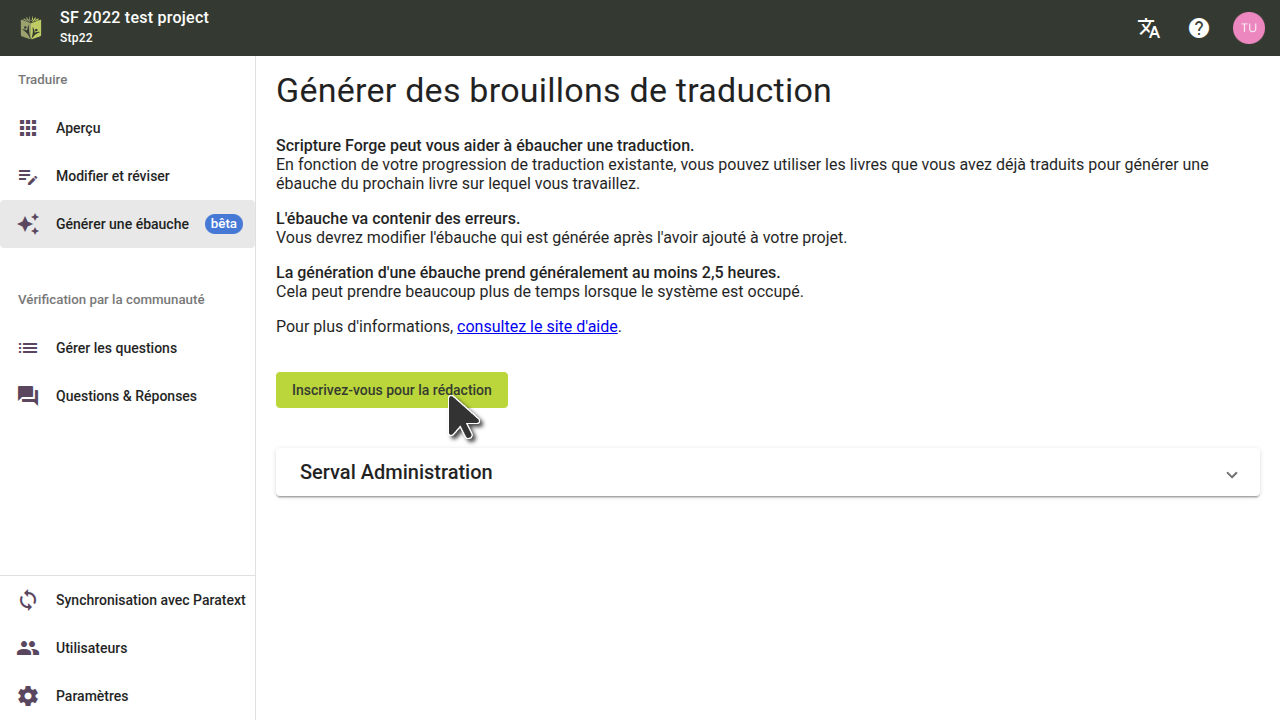 SF 2022 test project
Stp22
TU
Traduire
Aperçu
Modifier et réviser
Générer une ébauche bêta
Vérification par la communauté
Gérer les questions
Questions & Réponses
Synchronisation avec Paratext
Utilisateurs
Paramètres
Générer des brouillons de traduction
Scripture Forge peut vous aider à ébaucher une traduction.
En fonction de votre progression de traduction existante, vous pouvez utiliser les livres que vous avez déjà traduits pour générer une
ébauche du prochain livre sur lequel vous travaillez.
L'ébauche va contenir des erreurs.
Vous devrez modifier l'ébauche qui est générée après l'avoir ajouté à votre projet.
La génération d'une ébauche prend généralement au moins 2,5 heures.
Cela peut prendre beaucoup plus de temps lorsque le système est occupé.
Pour plus d'informations, consultez le site d'aide.
Inscrivez-vous pour la rédaction
Serval Administration